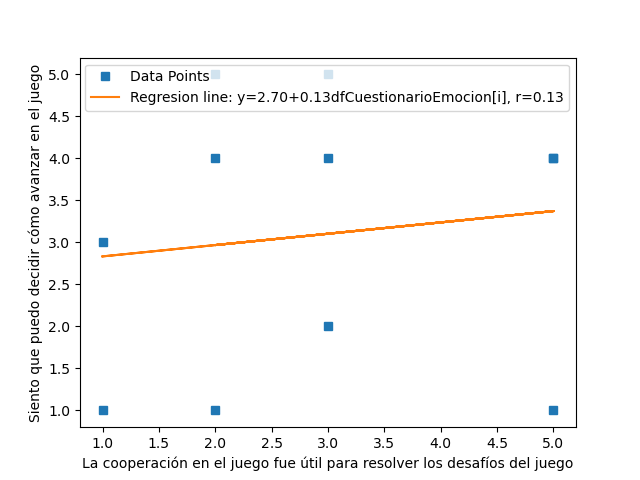 Data Points
Regresion line: y=2.70+0.13dfCuestionarioEmocion[i], r=0.13
5.0
4.5
4.0
3.5
3.0
2.5
2.0
1.5
1.0
Siento que puedo decidir cómo avanzar en el juego
1.0 1.5 2.0 2.5 3.0 3.5 4.0 4.5 5.0
La cooperación en el juego fue útil para resolver los desafíos del juego